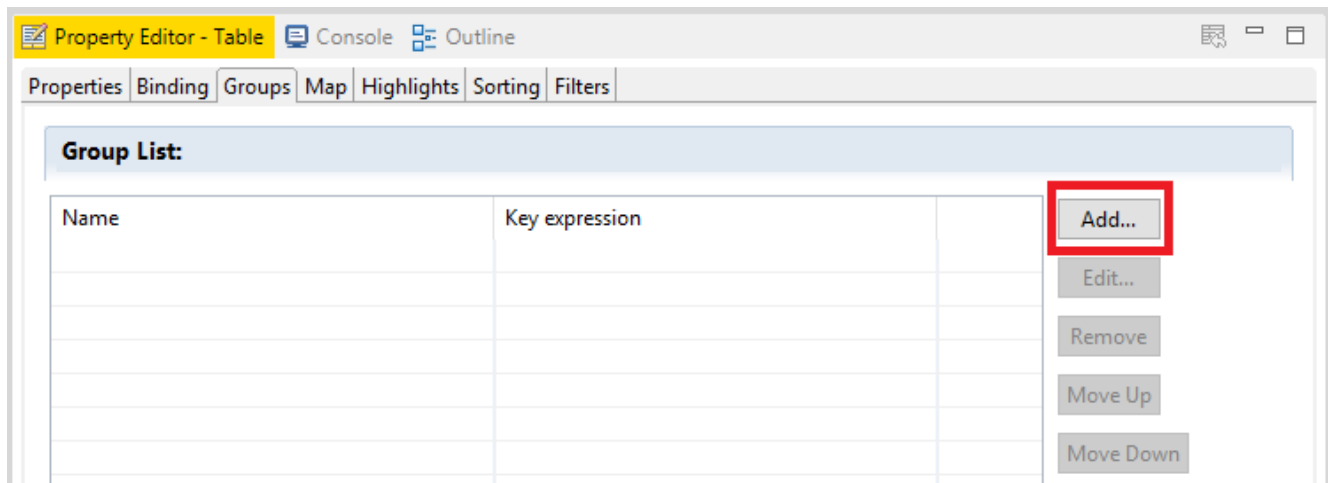 Property Editor - Table Console Outline
Properties Binding Groups Map Highlights Sorting Filters
Group List:
Name Key expression Add...
Edit...
Remove
Move Up
Move Down